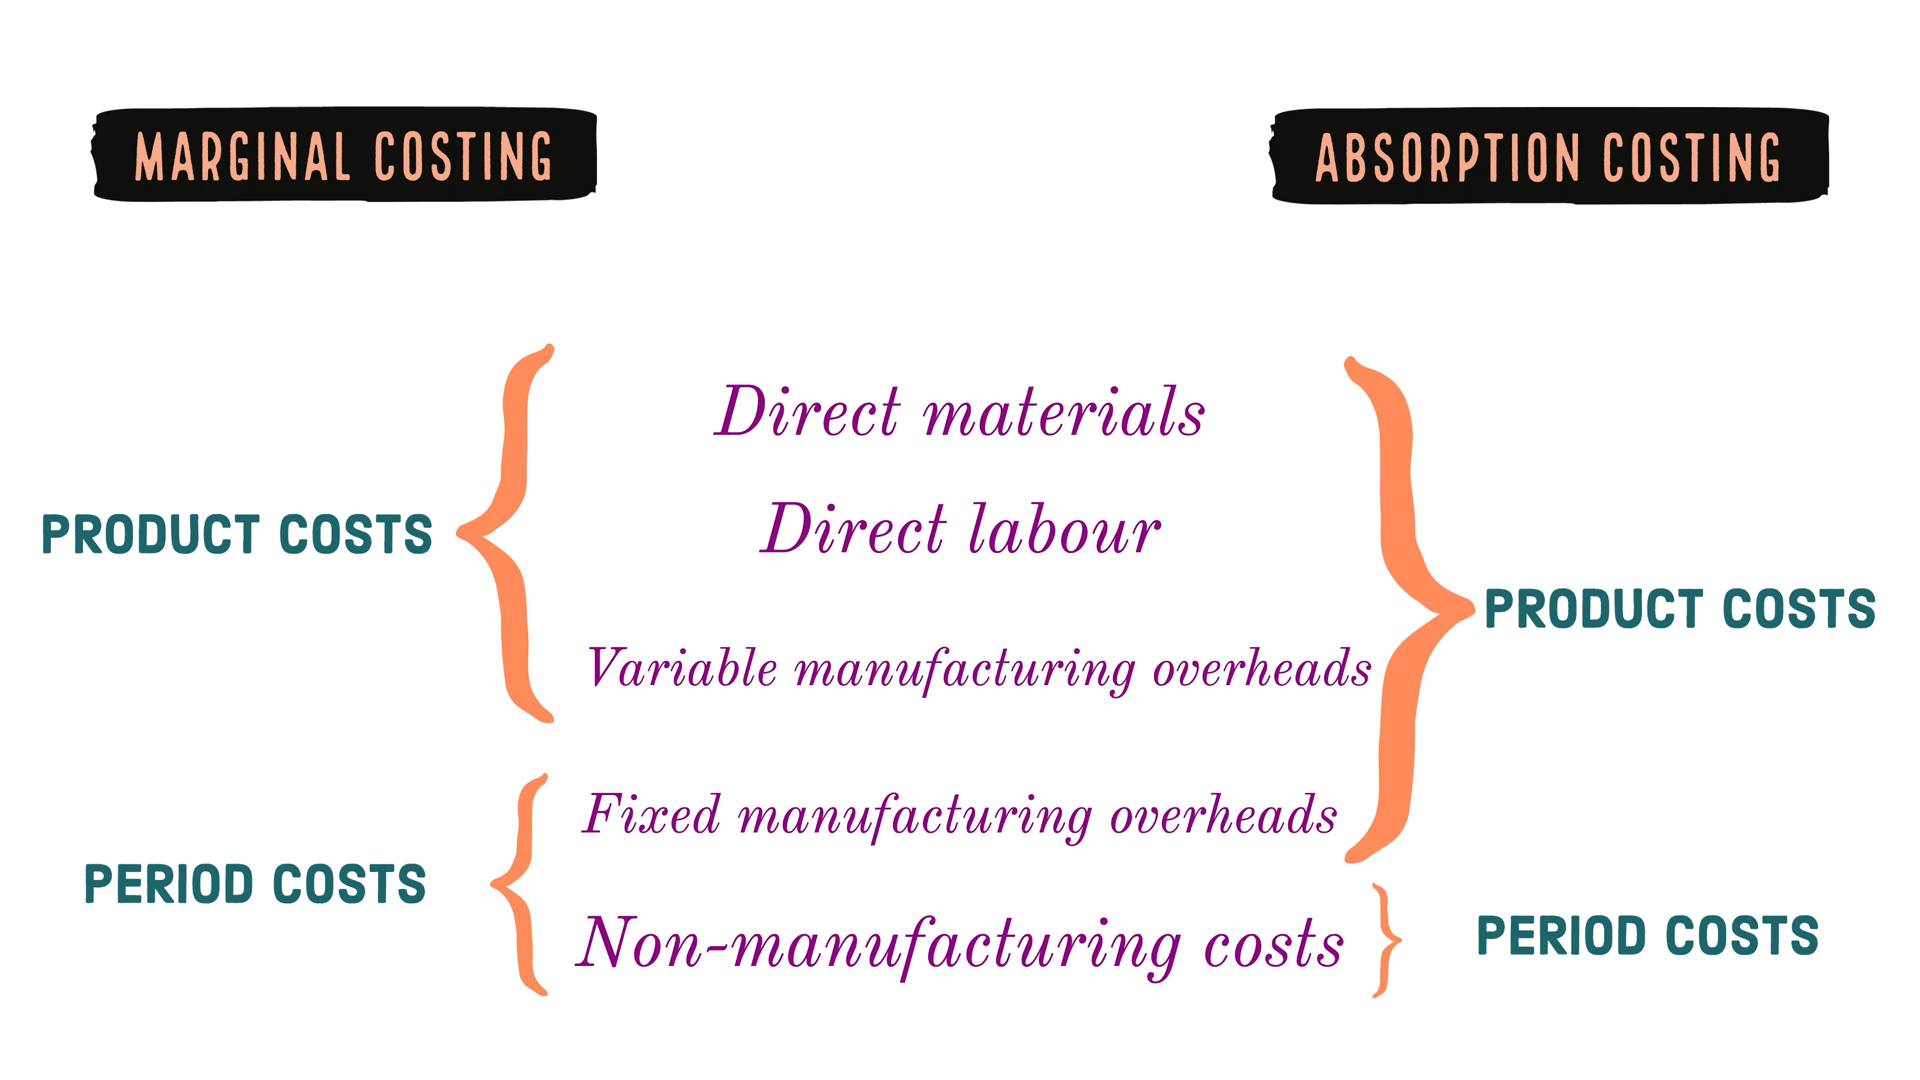 MARGINAL COSTING
ABSORPTION COSTING
Direct materials
Direct labour
PRODUCT COSTS
PRODUCT COSTS
Variable manufacturing overheads
Fixed manufacturing overheads
PERIOD COSTS
Non-manufacturing costs
PERIOD COSTS